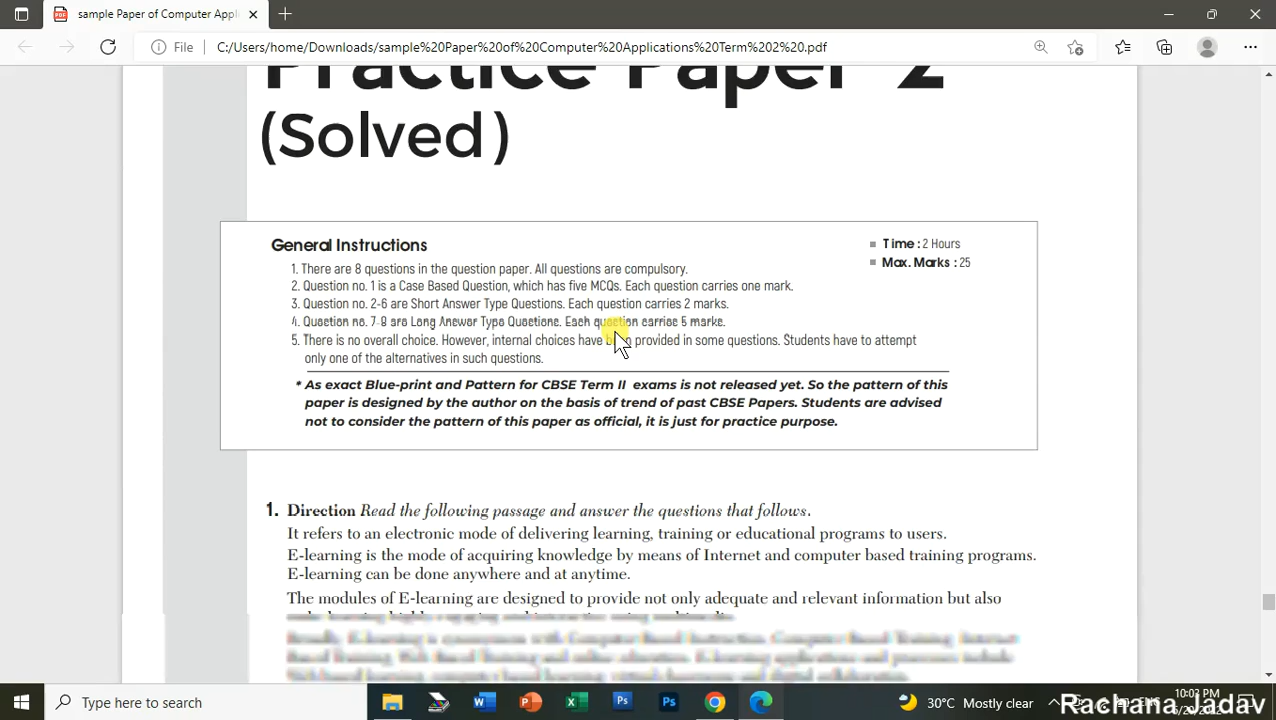 sample Paper of Computer Appl
File
C:/Users/home/Downloads/sample%20Paper%20of%20Computer%20Applications%20Term%202%20.pdf
Practice Paper 2
(Solved)
General Instructions
Time : 2 Hours
Max. Marks : 25
1. There are 8 questions in the question paper. All questions are compulsory.
2. Question no. 1 is a Case Based Question, which has five MCQs. Each question carries one mark.
3. Question no. 2-6 are Short Answer Type Questions. Each question carries 2 marks.
4. Question no. 7-8 are Long Answer Type Questions. Each question carries 5 marks.
5. There is no overall choice. However, internal choices have been provided in some questions. Students have to attempt
only one of the alternatives in such questions.
* As exact Blue-print and Pattern for CBSE Term II exams is not released yet. So the pattern of this
paper is designed by the author on the basis of trend of past CBSE Papers. Students are advised
not to consider the pattern of this paper as official, it is just for practice purpose.
1. Direction Read the following passage and answer the questions that follows.
It refers to an electronic mode of delivering learning, training or educational programs to users.
E-learning is the mode of acquiring knowledge by means of Internet and computer based training programs.
E-learning can be done anywhere and at anytime.
The modules of E-learning are designed to provide not only adequate and relevant information but also
Type here to search
30°C Mostly clear
10:03 PM
Rachana Jadav